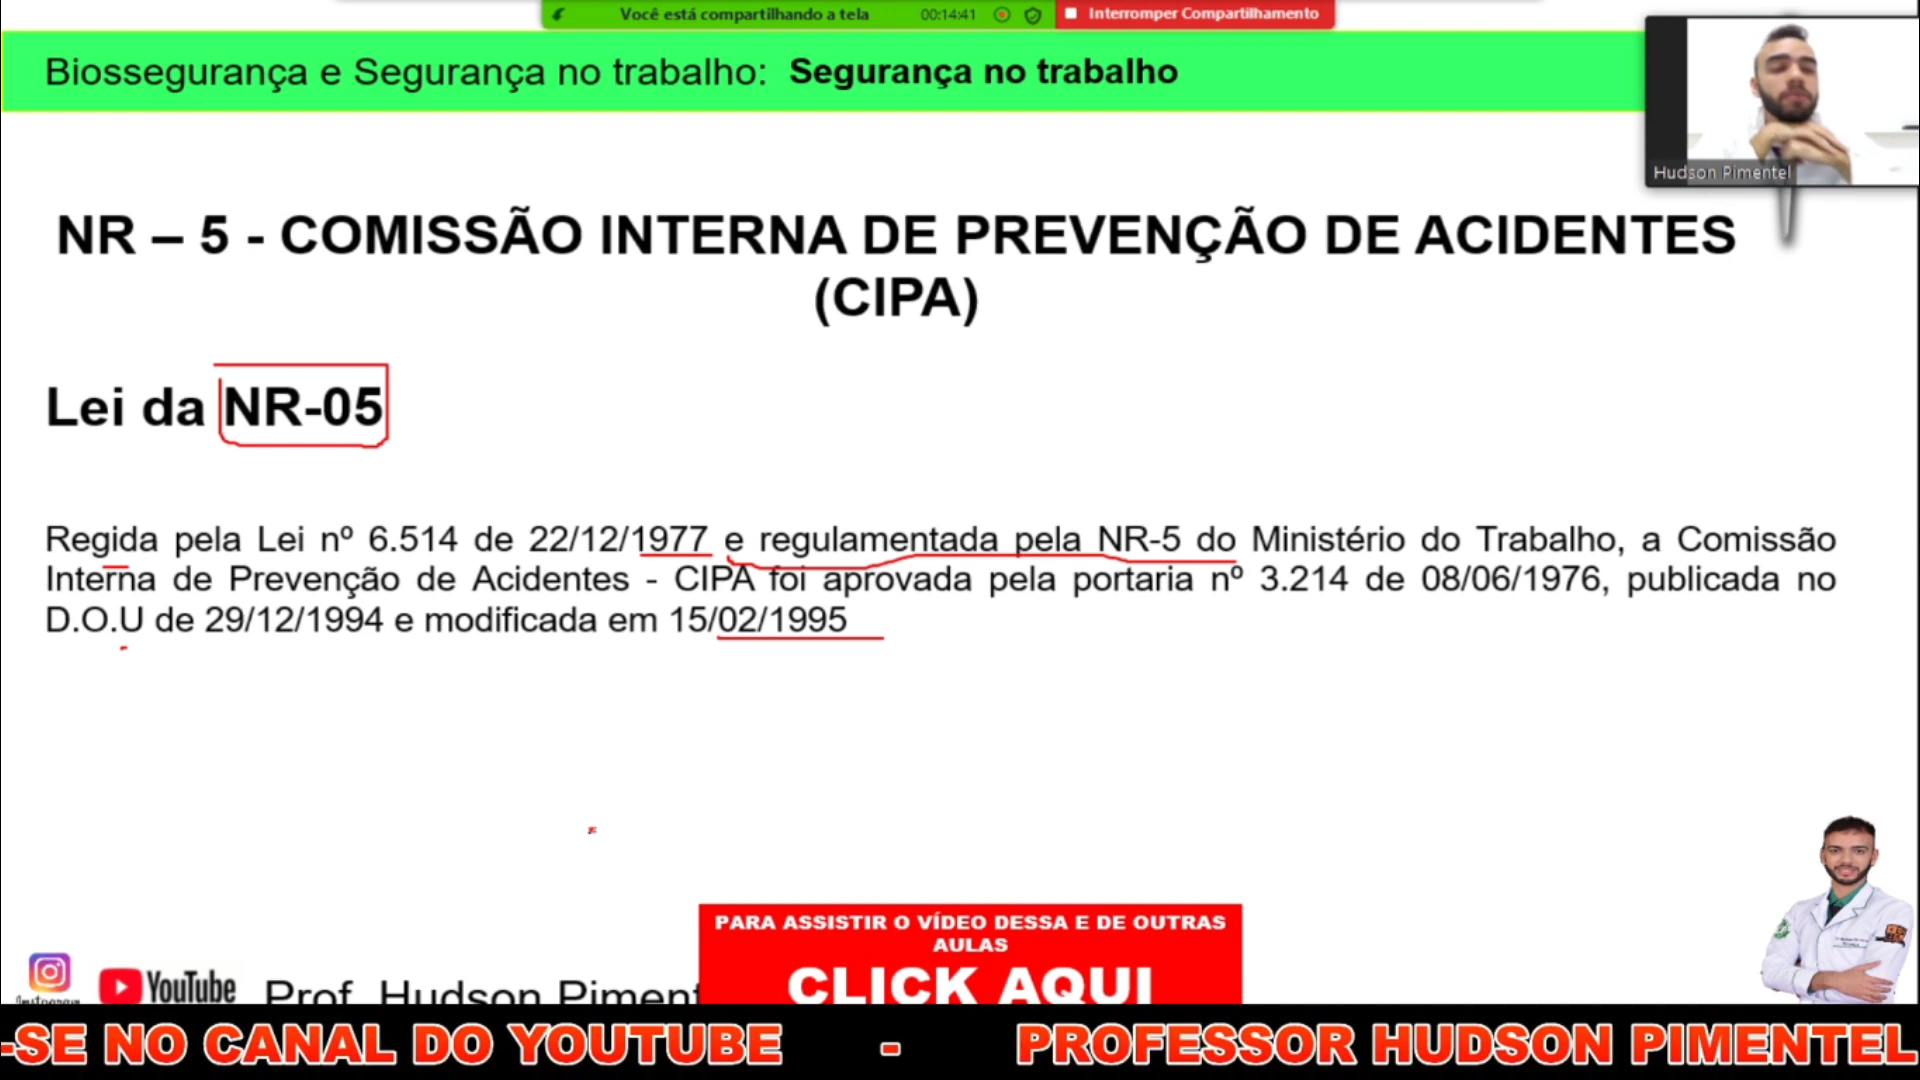 Você está compartilhando a tela 00:14:41 Interromper Compartilhamento
Biossegurança e Segurança no trabalho: Segurança no trabalho
Hudson Pimentel
NR – 5 - COMISSÃO INTERNA DE PREVENÇÃO DE ACIDENTES
(CIPA)
Lei da NR-05
Regida pela Lei nº 6.514 de 22/12/1977 e regulamentada pela NR-5 do Ministério do Trabalho, a Comissão
Interna de Prevenção de Acidentes - CIPA foi aprovada pela portaria nº 3.214 de 08/06/1976, publicada no
D.O.U de 29/12/1994 e modificada em 15/02/1995
PARA ASSISTIR O VÍDEO DESSA E DE OUTRAS
AULAS
CLICK AQUI
Instagram
YouTube
Prof. Hudson Piment
-SE NO CANAL DO YOUTUBE - PROFESSOR HUDSON PIMENTEL